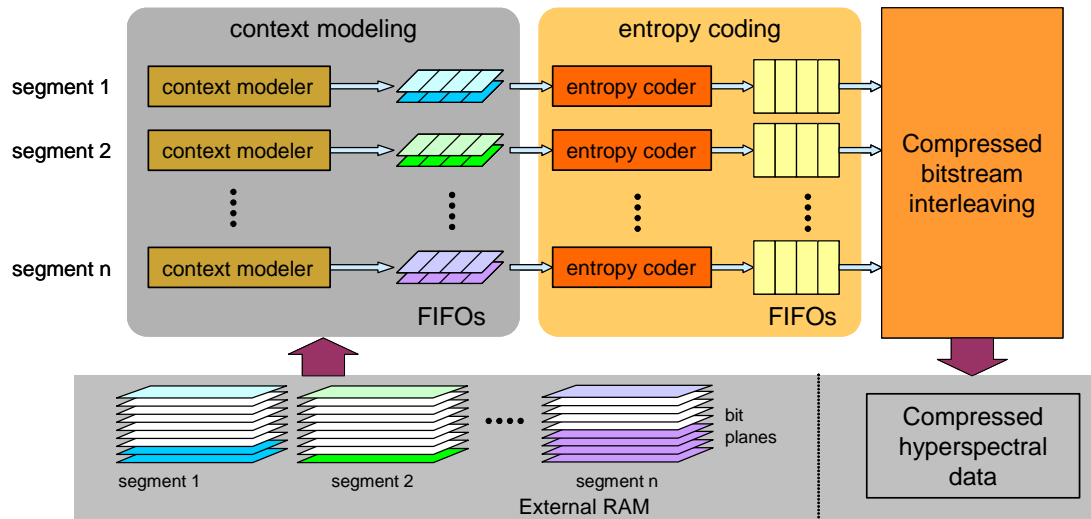 context modeling
entropy coding
segment 1
context modeler
entropy coder
segment 2
context modeler
entropy coder
Compressed
bitstream
interleaving
segment n
context modeler
entropy coder
FIFOs
FIFOs
bit
planes
segment 1
segment 2
segment n
External RAM
Compressed
hyperspectral
data